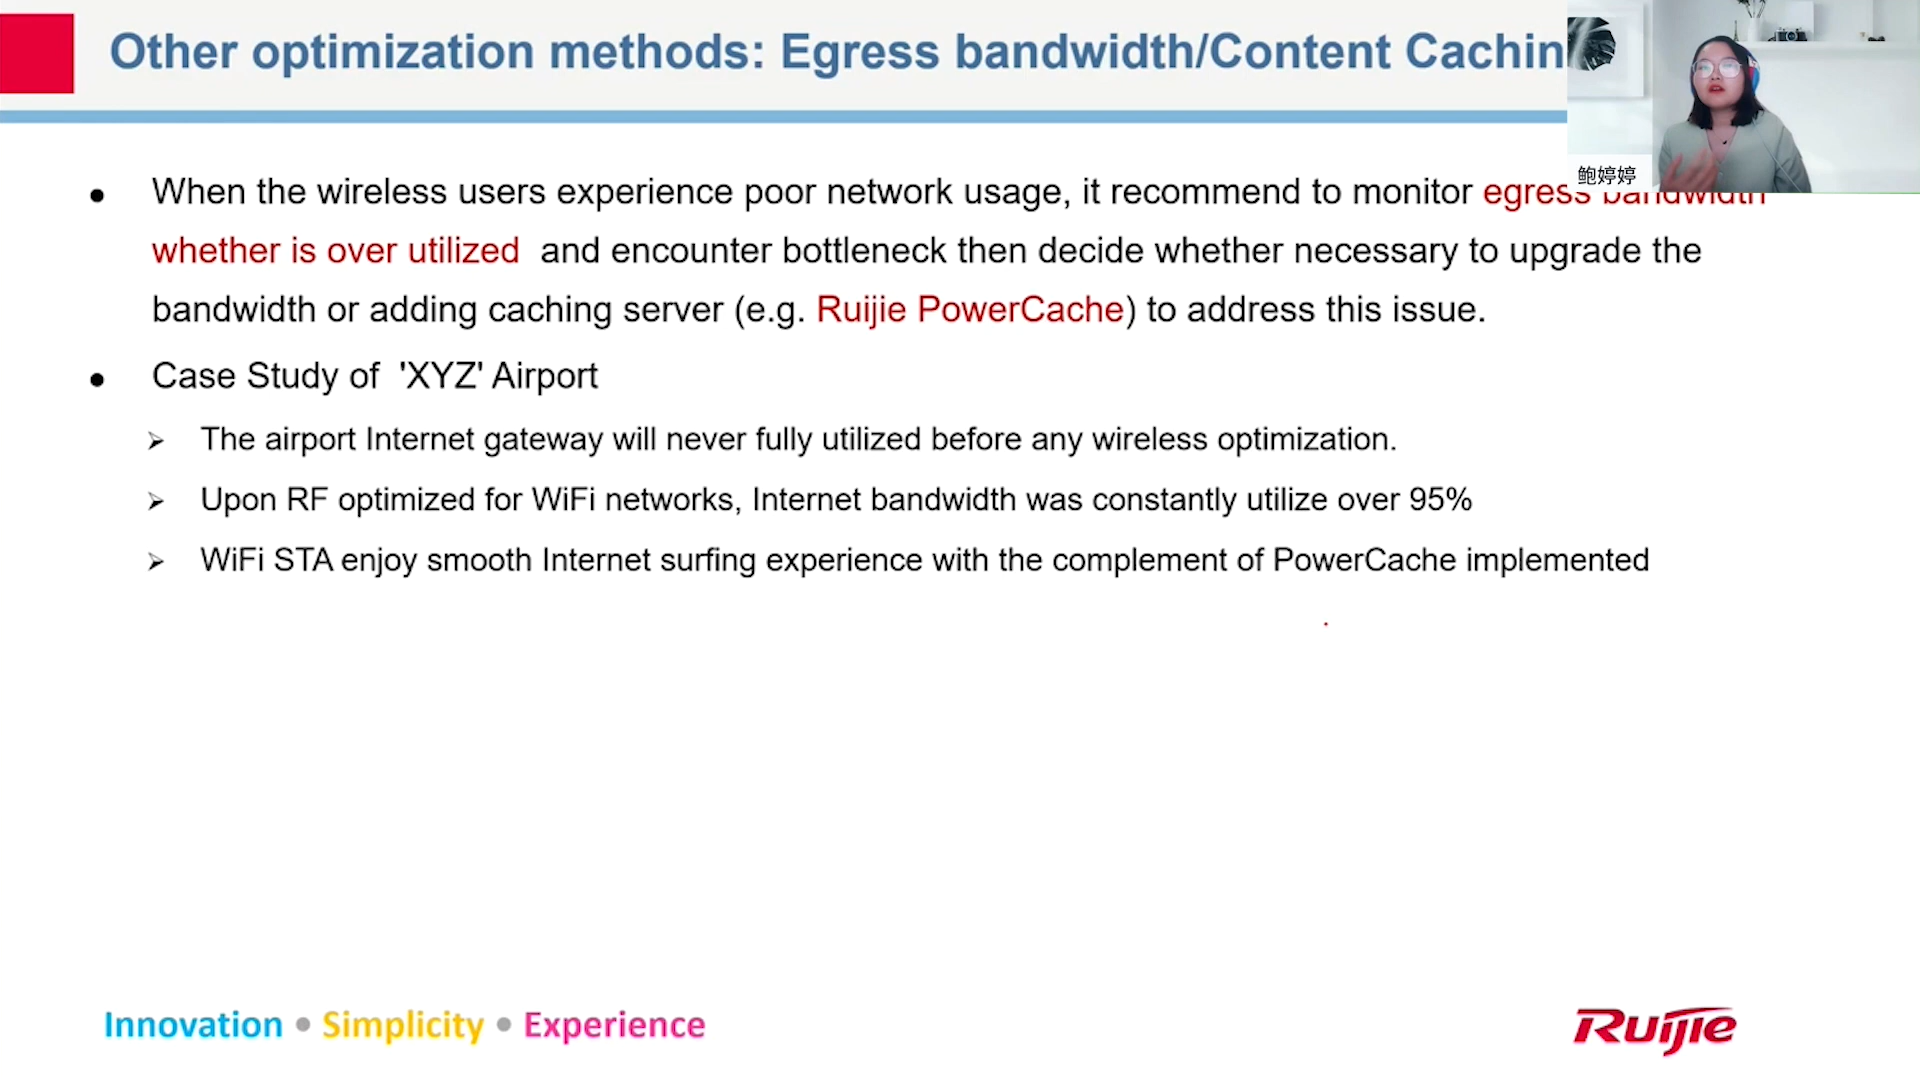 Other optimization methods: Egress bandwidth/Content Cachin
鲍婷婷
● When the wireless users experience poor network usage, it recommend to monitor egress bandwidth
whether is over utilized and encounter bottleneck then decide whether necessary to upgrade the
bandwidth or adding caching server (e.g. Ruijie PowerCache) to address this issue.
● Case Study of 'XYZ' Airport
➢ The airport Internet gateway will never fully utilized before any wireless optimization.
➢ Upon RF optimized for WiFi networks, Internet bandwidth was constantly utilize over 95%
➢ WiFi STA enjoy smooth Internet surfing experience with the complement of PowerCache implemented
Innovation ● Simplicity ● Experience
Ruijie